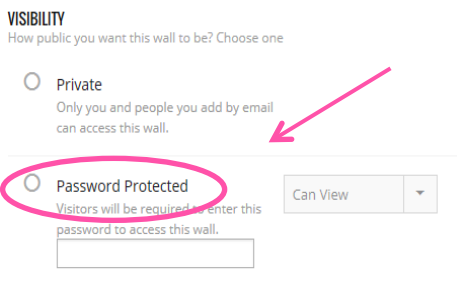 VISIBILITY
How public you want this wall to be? Choose one
Private
Only you and people you add by email
can access this wall.
Password Protected
Can View
Visitors will be required to enter this
password to access this wall.